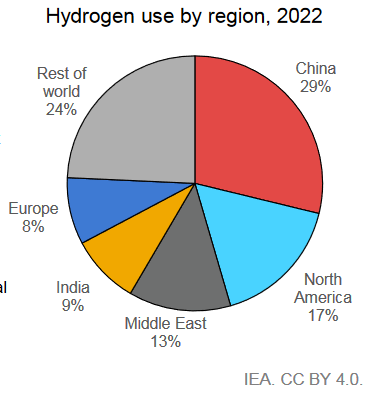 Hydrogen use by region, 2022
Rest of
world
24%
China
29%
Europe
8%
India
9%
Middle East
13%
North
America
17%
al
IEA. CC BY 4.0.